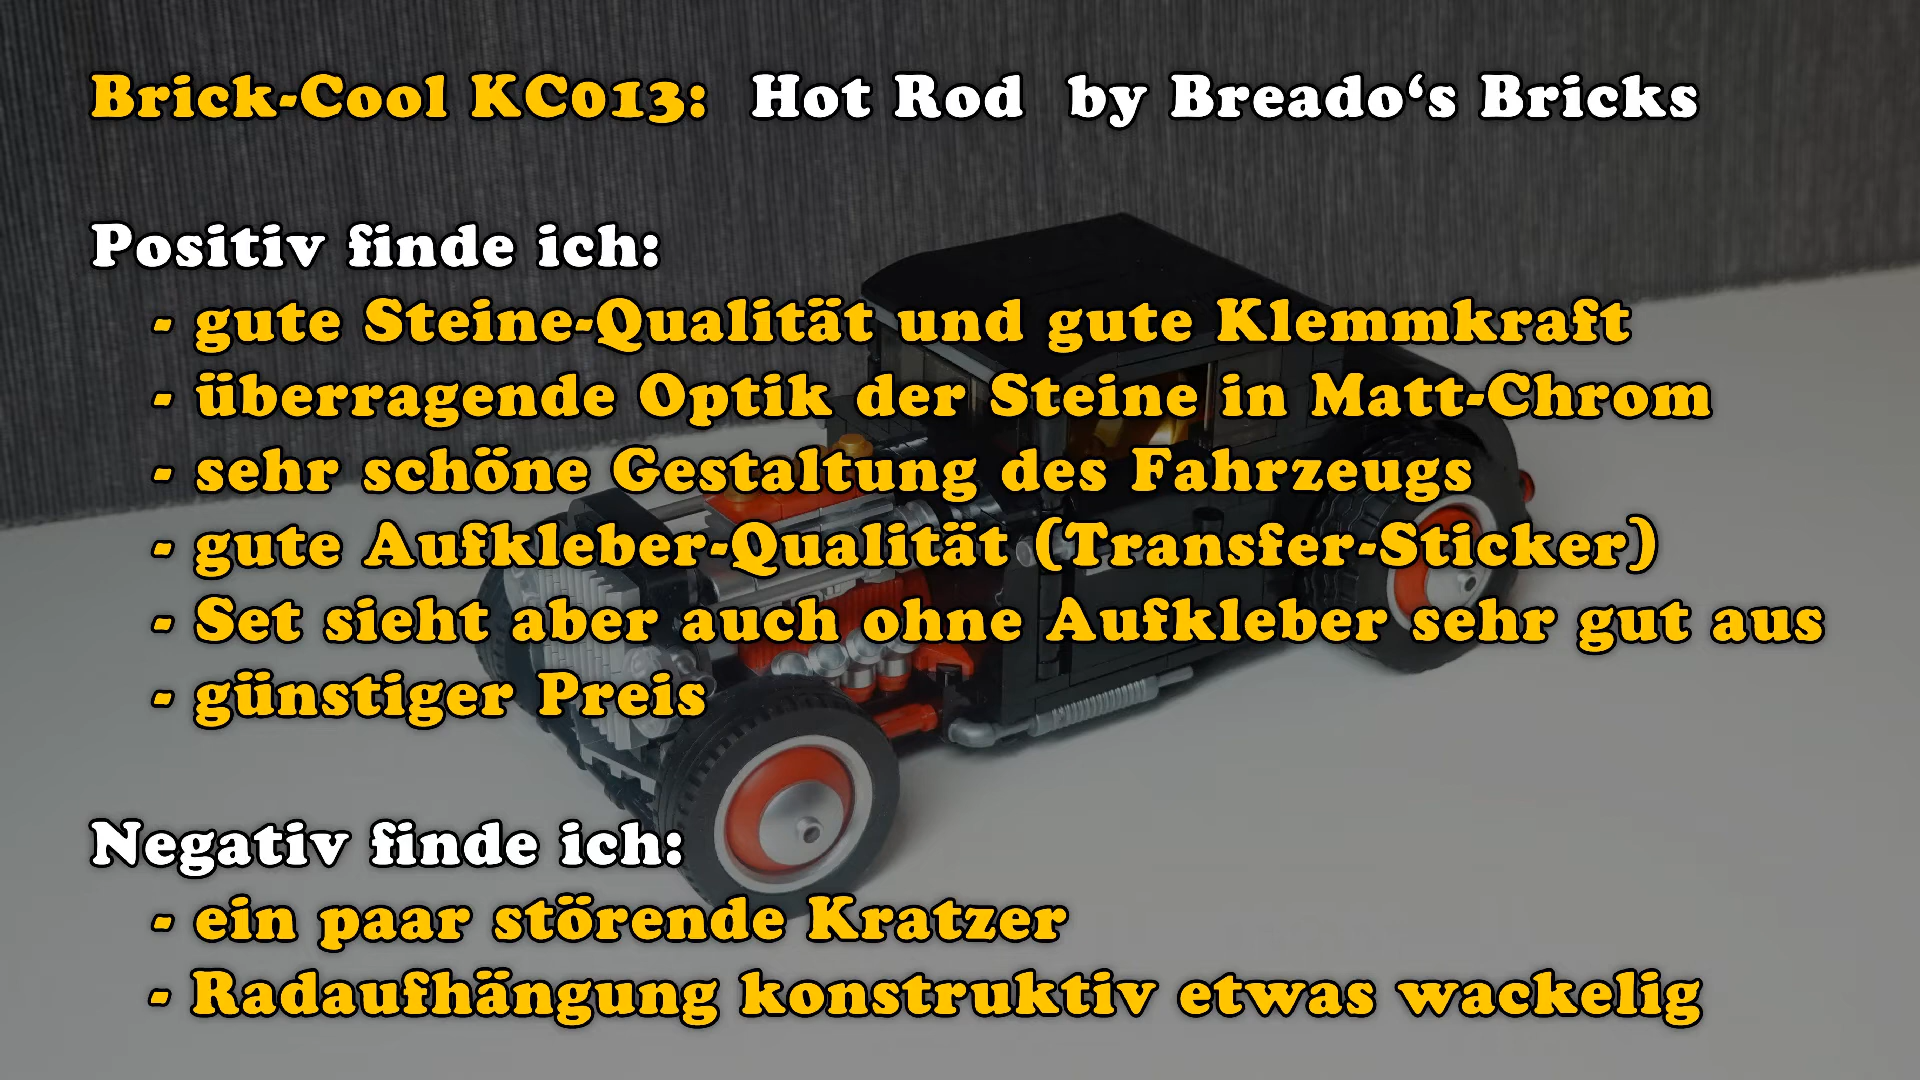 Brick-Cool KC013: Hot Rod by Breado‘s Bricks
Positiv finde ich:
- gute Steine-Qualität und gute Klemmkraft
- überragende Optik der Steine in Matt-Chrom
- sehr schöne Gestaltung des Fahrzeugs
- gute Aufkleber-Qualität (Transfer-Sticker)
- Set sieht aber auch ohne Aufkleber sehr gut aus
- günstiger Preis
Negativ finde ich:
- ein paar störende Kratzer
- Radaufhängung konstruktiv etwas wackelig